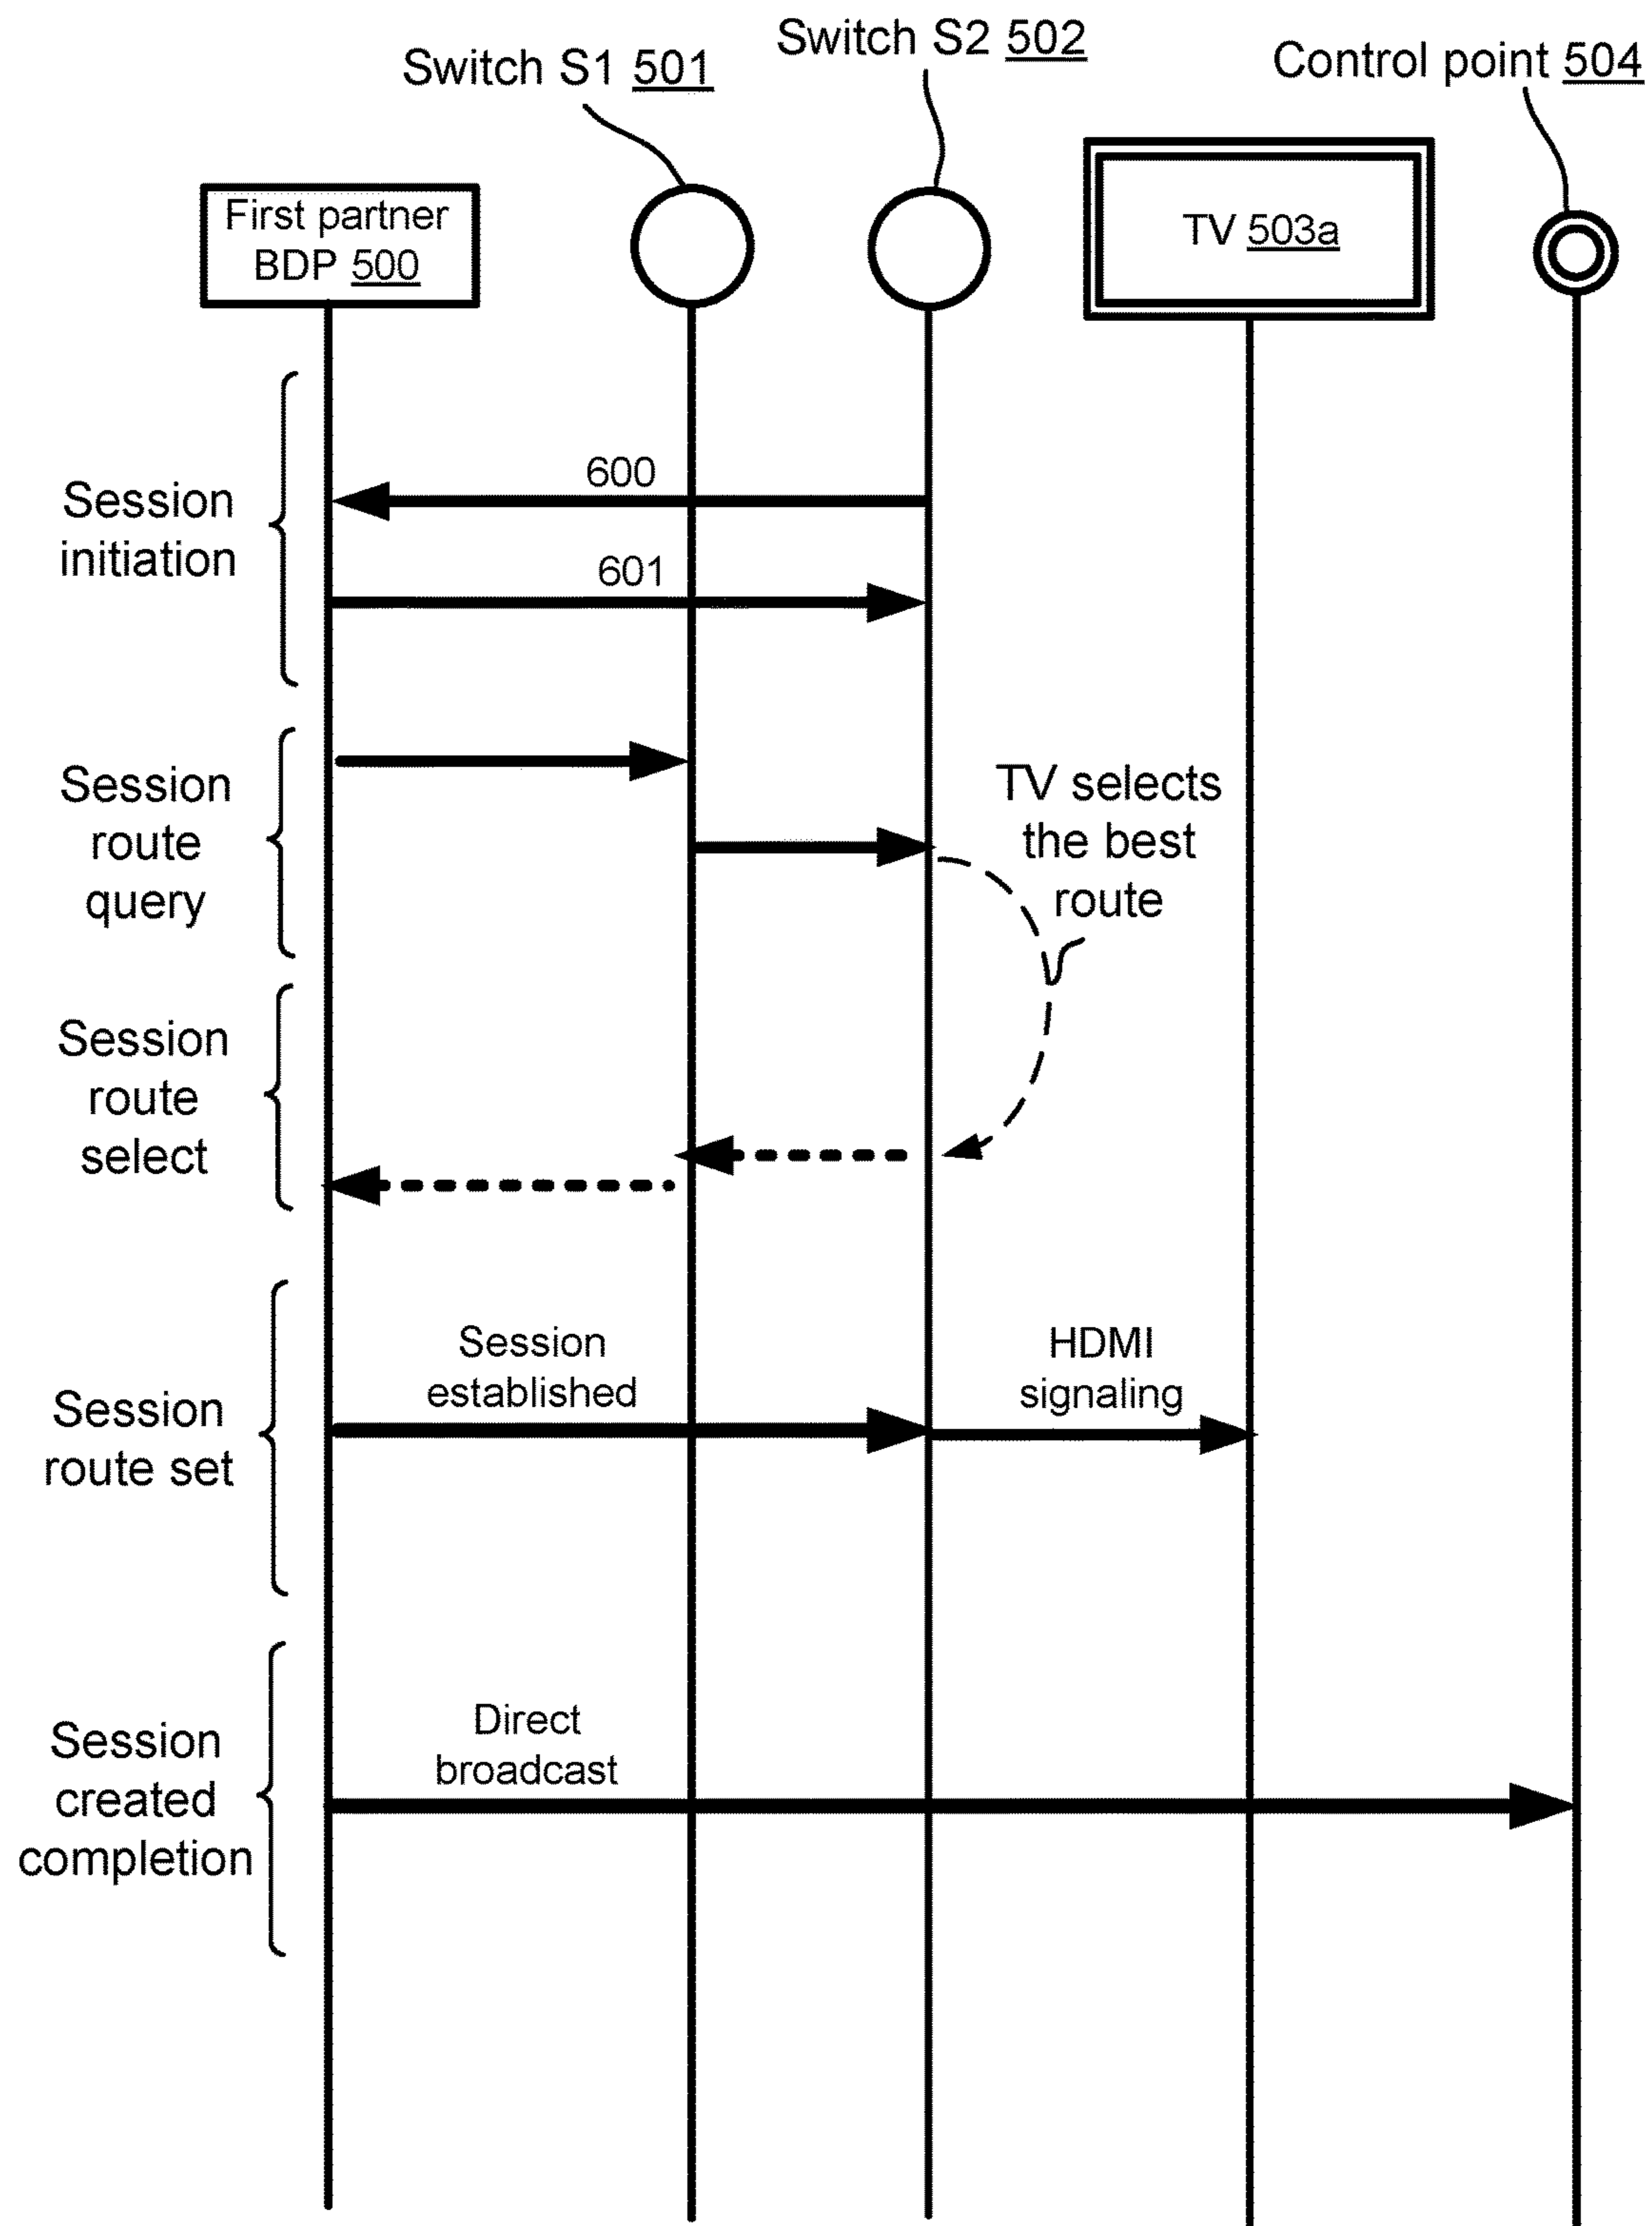 Switch S1 501
Switch S2 502
Control point 504
First partner
BDP 500
TV 503a
Session
initiation
600
601
Session
route
query
TV selects
the best
route
Session
route
select
Session
route set
Session
established
HDMI
signaling
Session
created
completion
Direct
broadcast